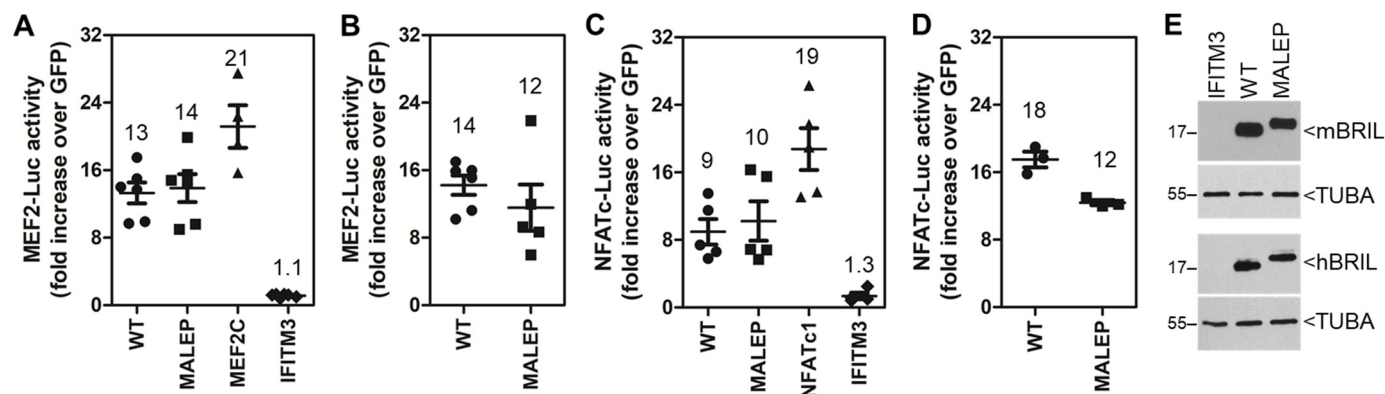 A
MEF2-Luc activity
(fold increase over GFP)
32
24
16
8
0
13
14
21
1.1
WT
MALEP
MEF2C
IFITM3
B
MEF2-Luc activity
(fold increase over GFP)
32
24
16
8
0
14
12
WT
MALEP
C
NFATc-Luc activity
(fold increase over GFP)
32
24
16
8
0
9
10
19
1.3
WT
MALEP
NFATc1
IFITM3
D
NFATc-Luc activity
(fold increase over GFP)
32
24
16
8
0
18
12
WT
MALEP
E
IFITM3
WT
MALEP
17 <mBRIL
55 <TUBA
17 <hBRIL
55 <TUBA